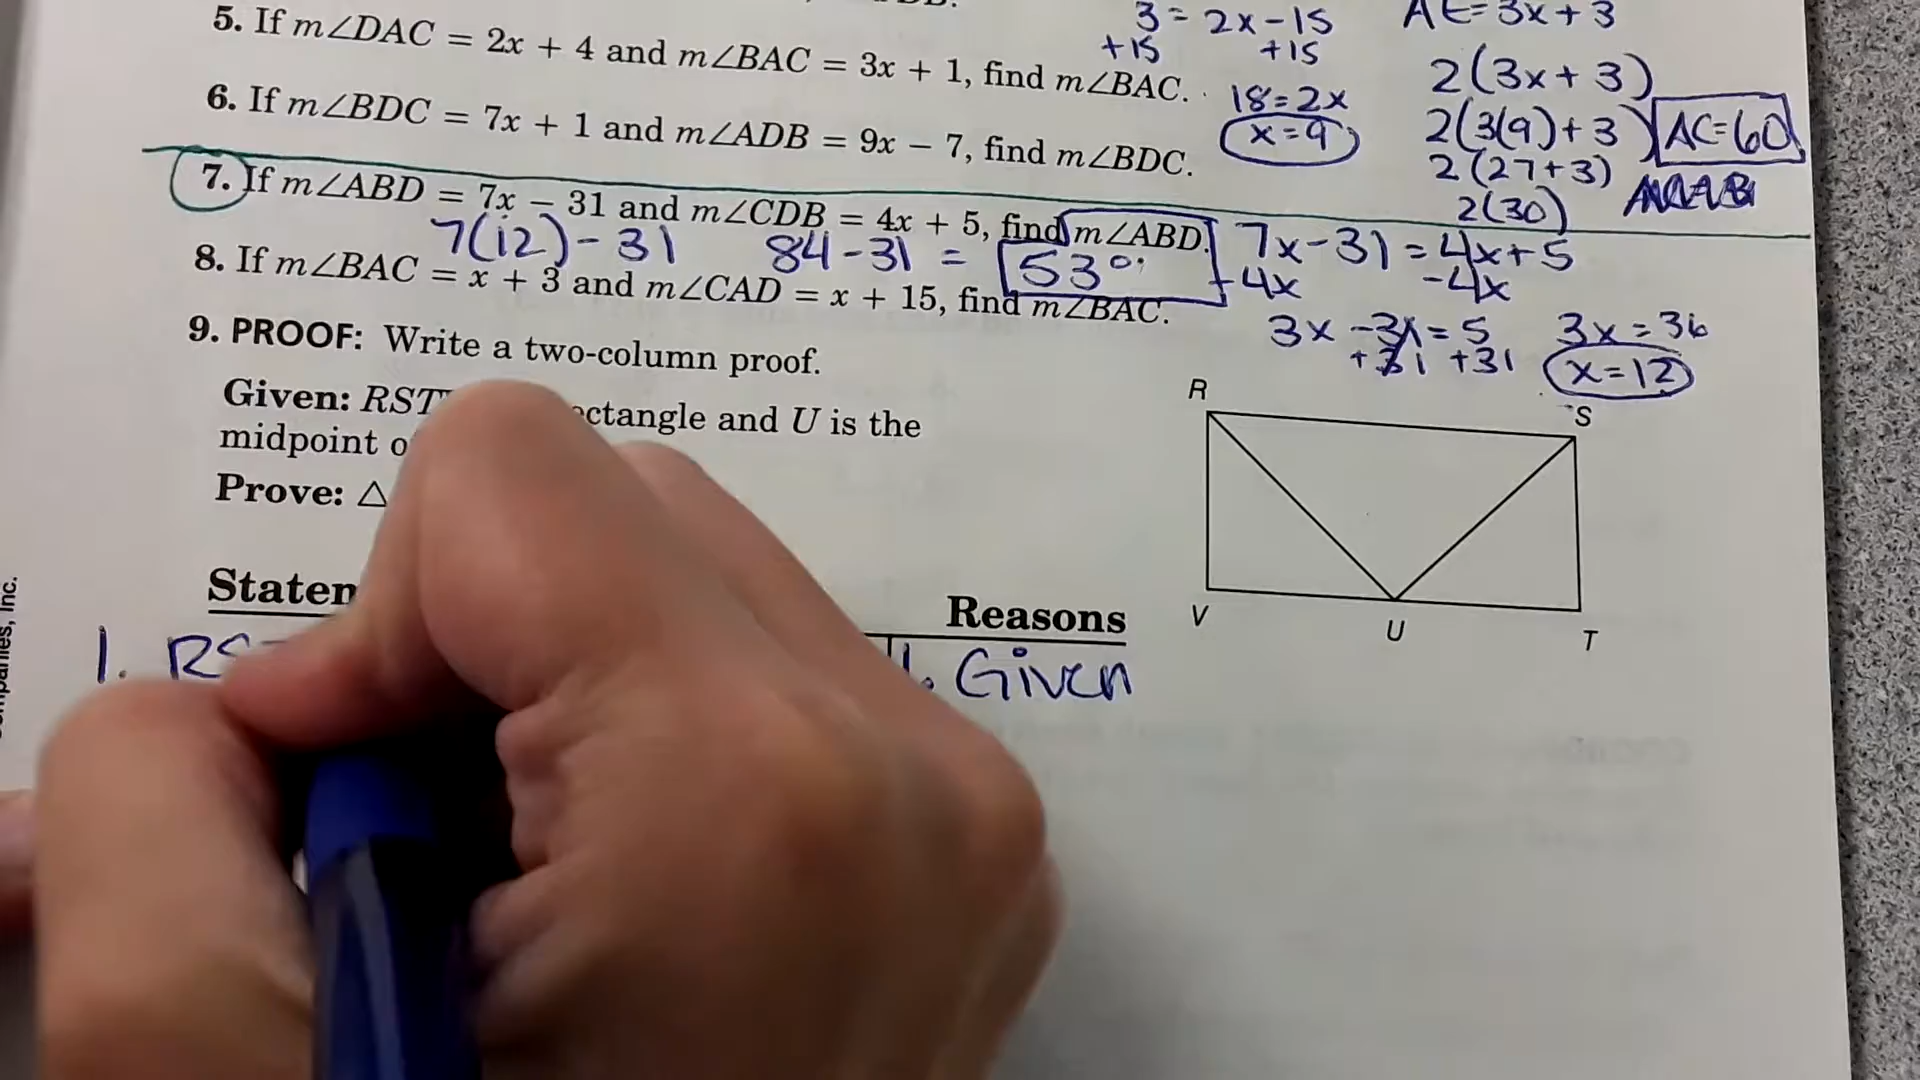 5. If m∠DAC = 2x + 4 and m∠BAC = 3x + 1, find m∠BAC.
6. If m∠BDC = 7x + 1 and m∠ADB = 9x − 7, find m∠BDC.
7. If m∠ABD = 7x − 31 and m∠CDB = 4x + 5, find m∠ABD.
7(12) - 31 84 - 31 = 53°
8. If m∠BAC = x + 3 and m∠CAD = x + 15, find m∠BAC.
9. PROOF: Write a two-column proof.
Given: and U is the
midpoint
Prove: △
Reasons
1. 1. Given
3 = 2x - 15
+15 +15
18 = 2x
x = 9
AE = 3x + 3
2(3x + 3)
2(3(9) + 3) AC = 60
2(27 + 3)
2(30)
7x - 31 = 4x + 5
-4x -4x
3x - 31 = 5
+31 +31
3x = 36
x = 12
R
S
V
U
T
Inc.